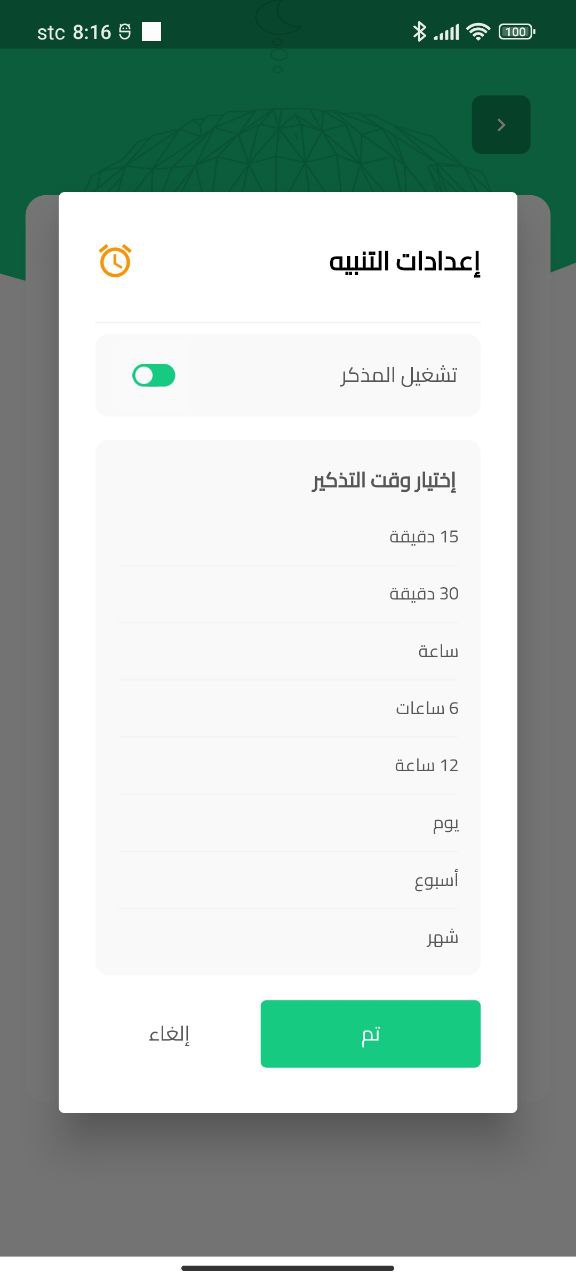 stc 8:16
100
إعدادات التنبيه
تشغيل المذكر
إختيار وقت التذكير
15 دقيقة
30 دقيقة
ساعة
6 ساعات
12 ساعة
يوم
أسبوع
شهر
تم
إلغاء